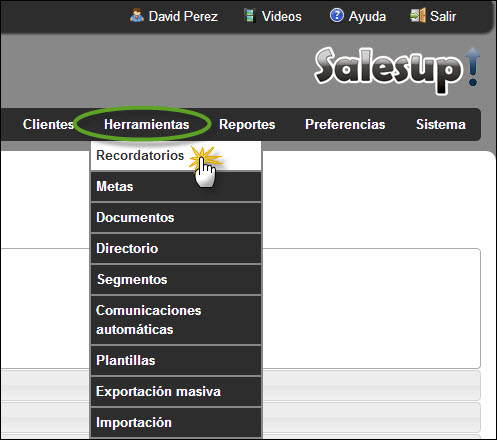 David Perez Videos Ayuda Salir
Salesup
Clientes Herramientas Reportes Preferencias Sistema
Recordatorios
Metas
Documentos
Directorio
Segmentos
Comunicaciones
automáticas
Plantillas
Exportación masiva
Importación